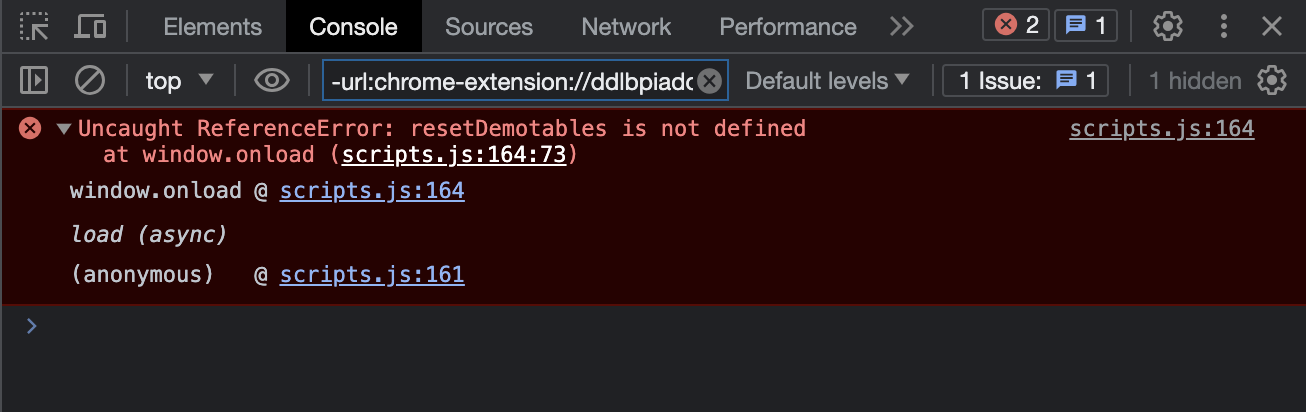 Elements Console Sources Network Performance 2 1
top -url:chrome-extension://ddlbpiadc Default levels 1 Issue: 1 1 hidden
Uncaught ReferenceError: resetDemotables is not defined scripts.js:164
at window.onload (scripts.js:164:73)
window.onload @ scripts.js:164
load (async)
(anonymous) @ scripts.js:161